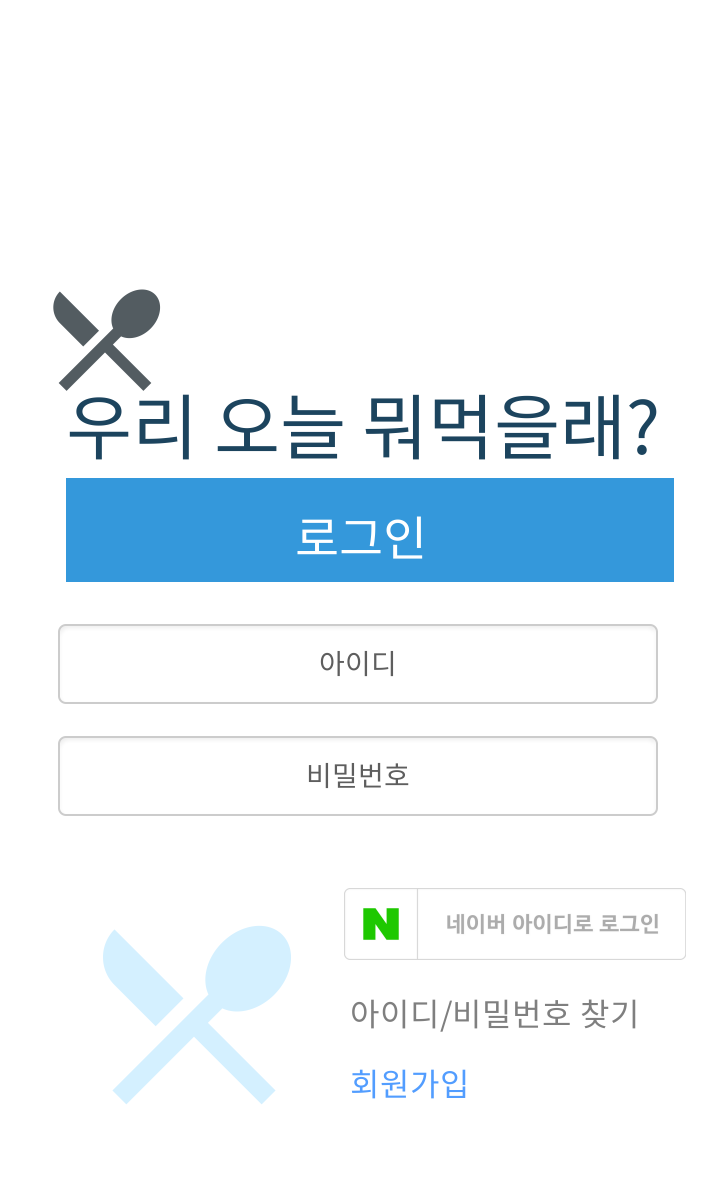 우리 오늘 뭐먹을래?
로그인
아이디
비밀번호
N 네이버 아이디로 로그인
아이디/비밀번호 찾기
회원가입